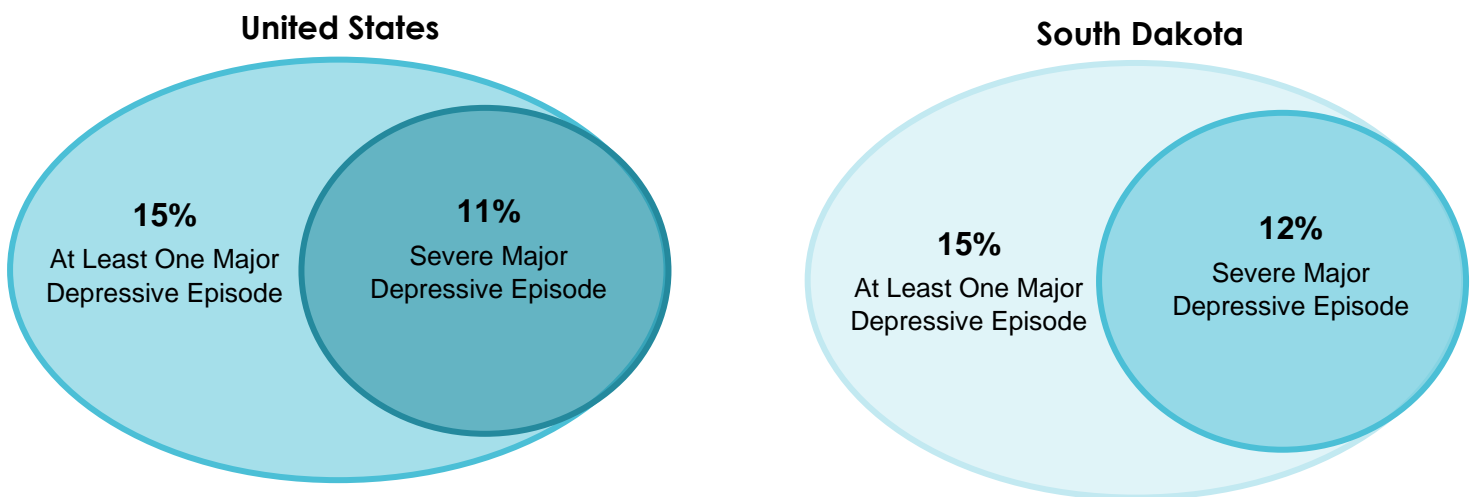 United States
15%
At Least One Major
Depressive Episode
11%
Severe Major
Depressive Episode
South Dakota
15%
At Least One Major
Depressive Episode
12%
Severe Major
Depressive Episode